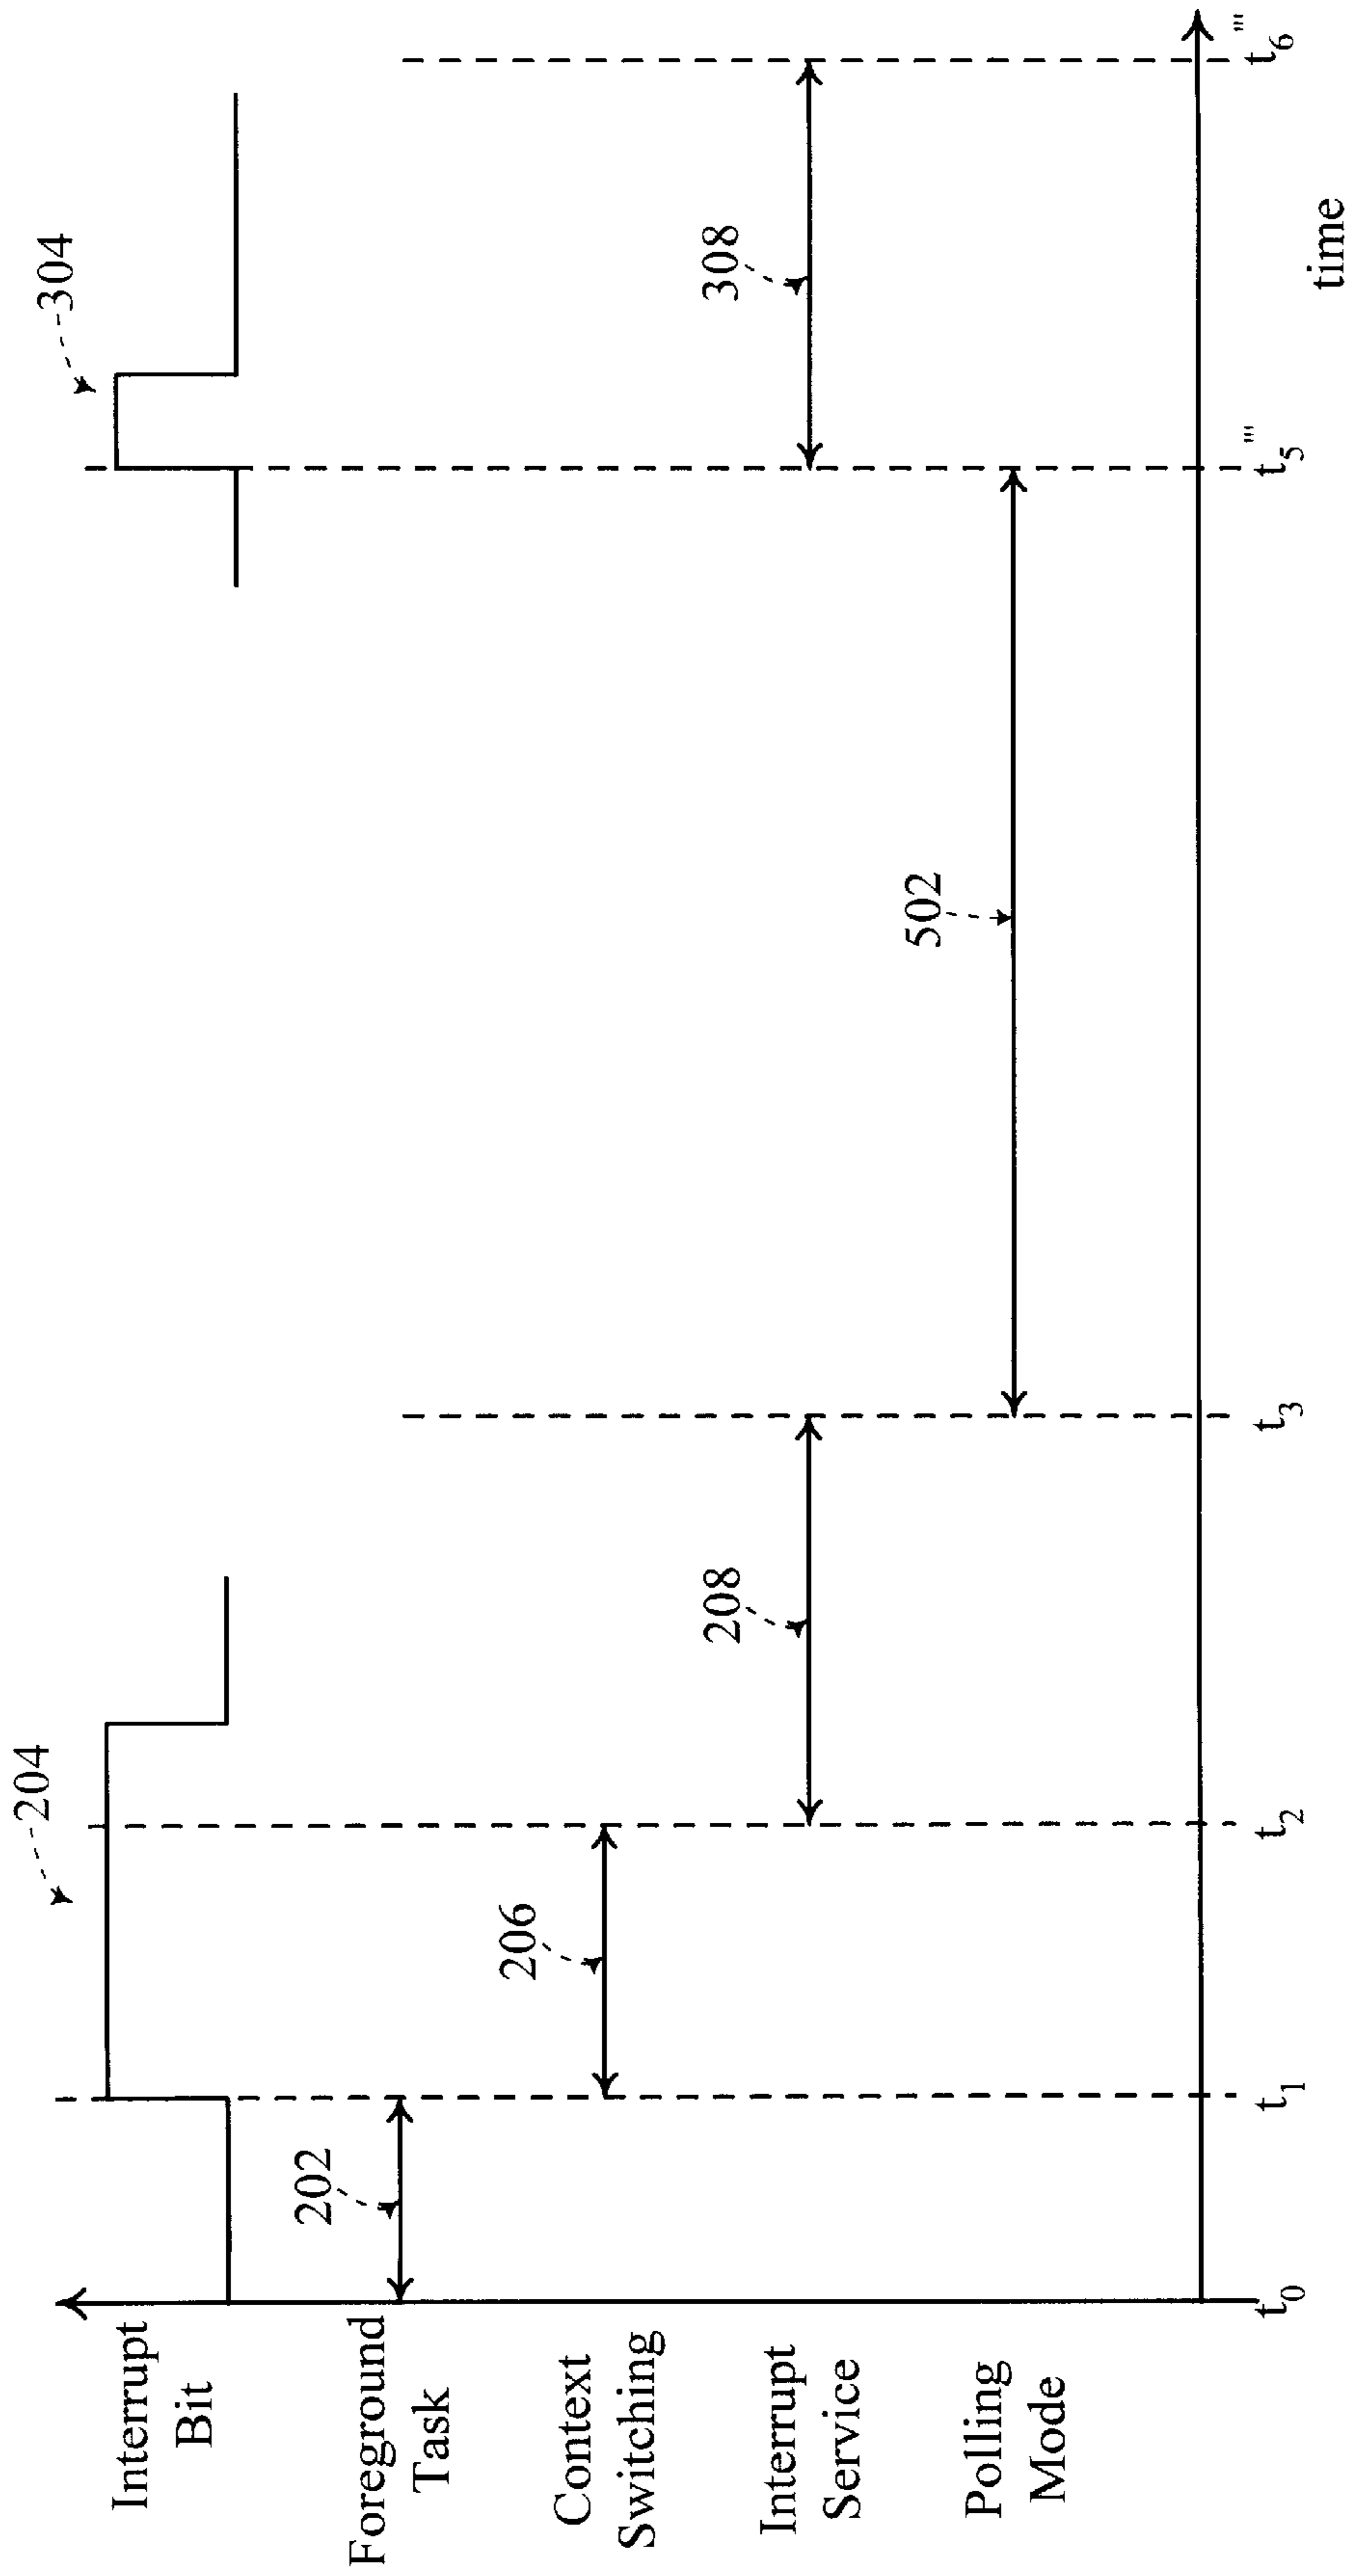 204
304
Interrupt
Bit
202
Foreground
Task
206
Context
Switching
208
308
Interrupt
Service
502
Polling
Mode
t0
t1
t2
t3
t5'''
t6'''
time